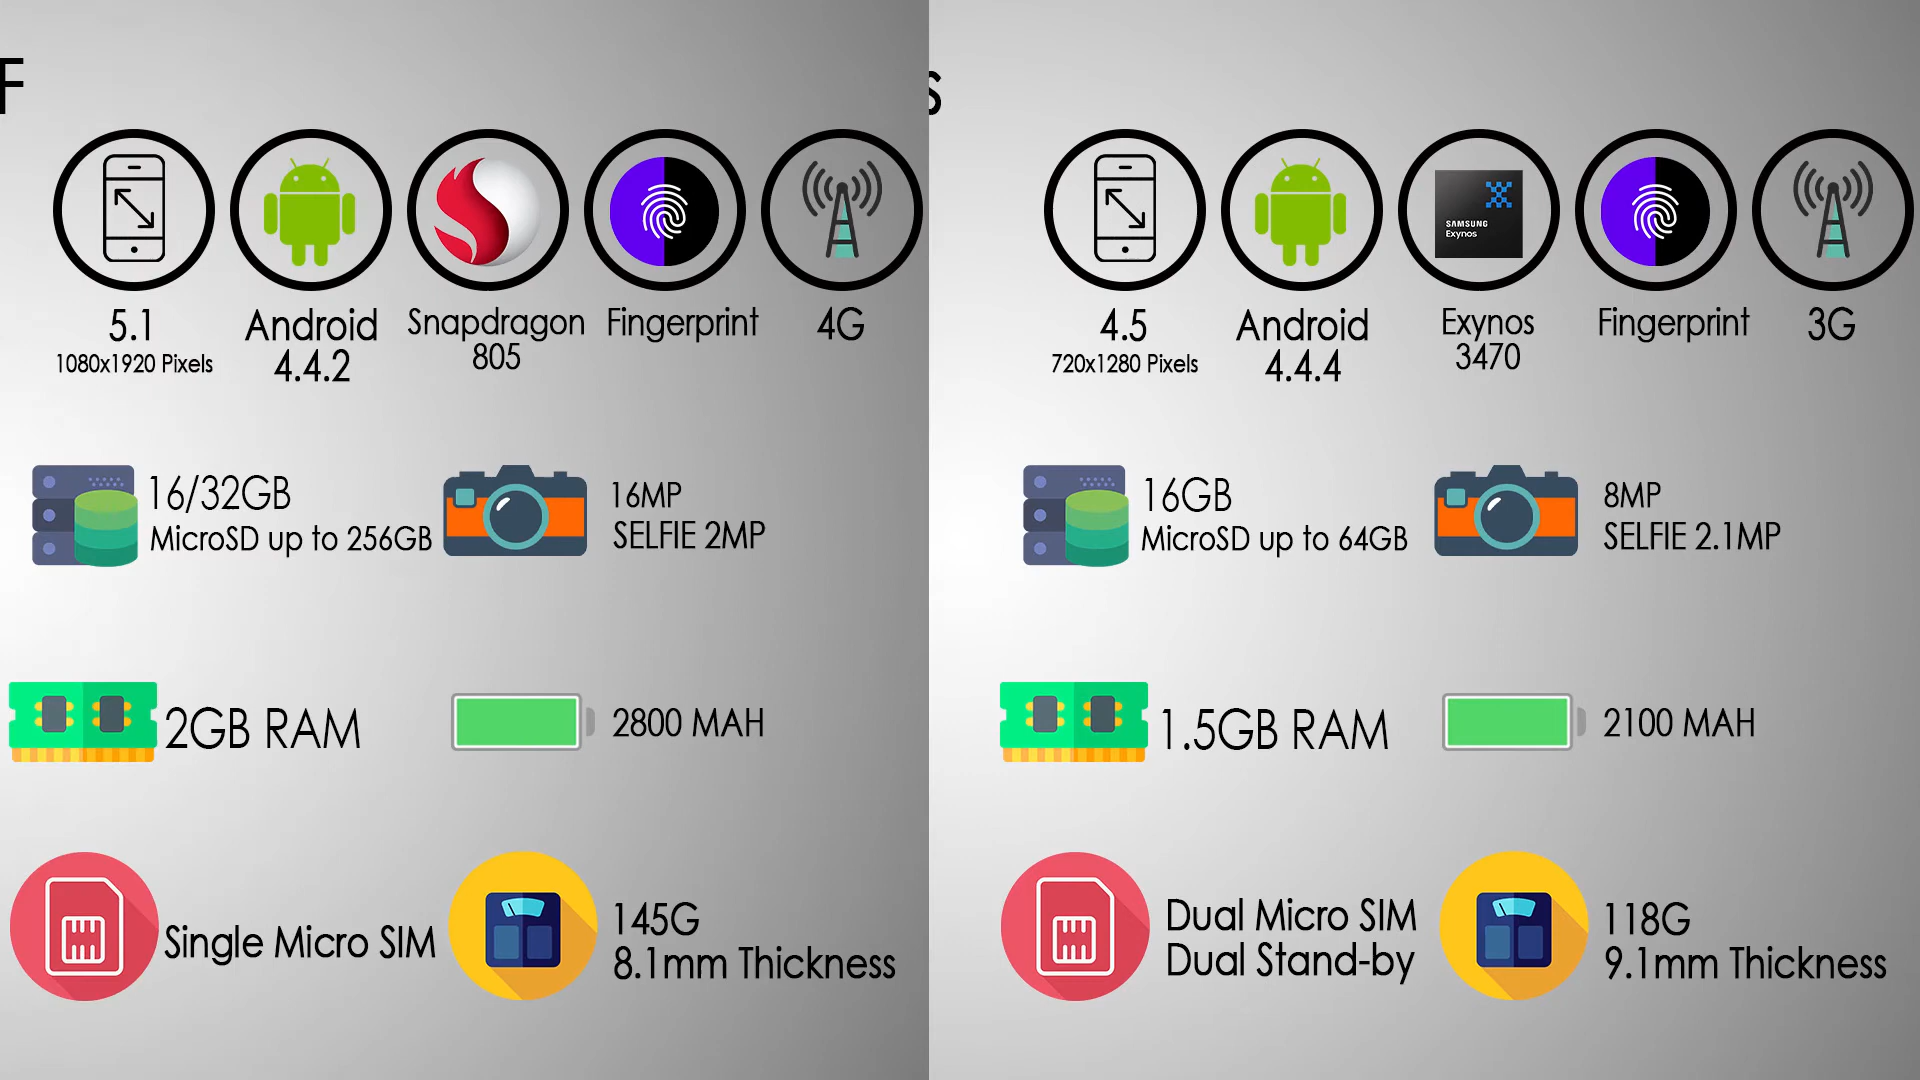 F
5.1
1080x1920 Pixels
Android
4.4.2
Snapdragon
805
Fingerprint
4G
16/32GB
MicroSD up to 256GB
16MP
SELFIE 2MP
2GB RAM
2800 MAH
Single Micro SIM
145G
8.1mm Thickness
s
4.5
720x1280 Pixels
Android
4.4.4
SAMSUNG
Exynos
Exynos
3470
Fingerprint
3G
16GB
MicroSD up to 64GB
8MP
SELFIE 2.1MP
1.5GB RAM
2100 MAH
Dual Micro SIM
Dual Stand-by
118G
9.1mm Thickness